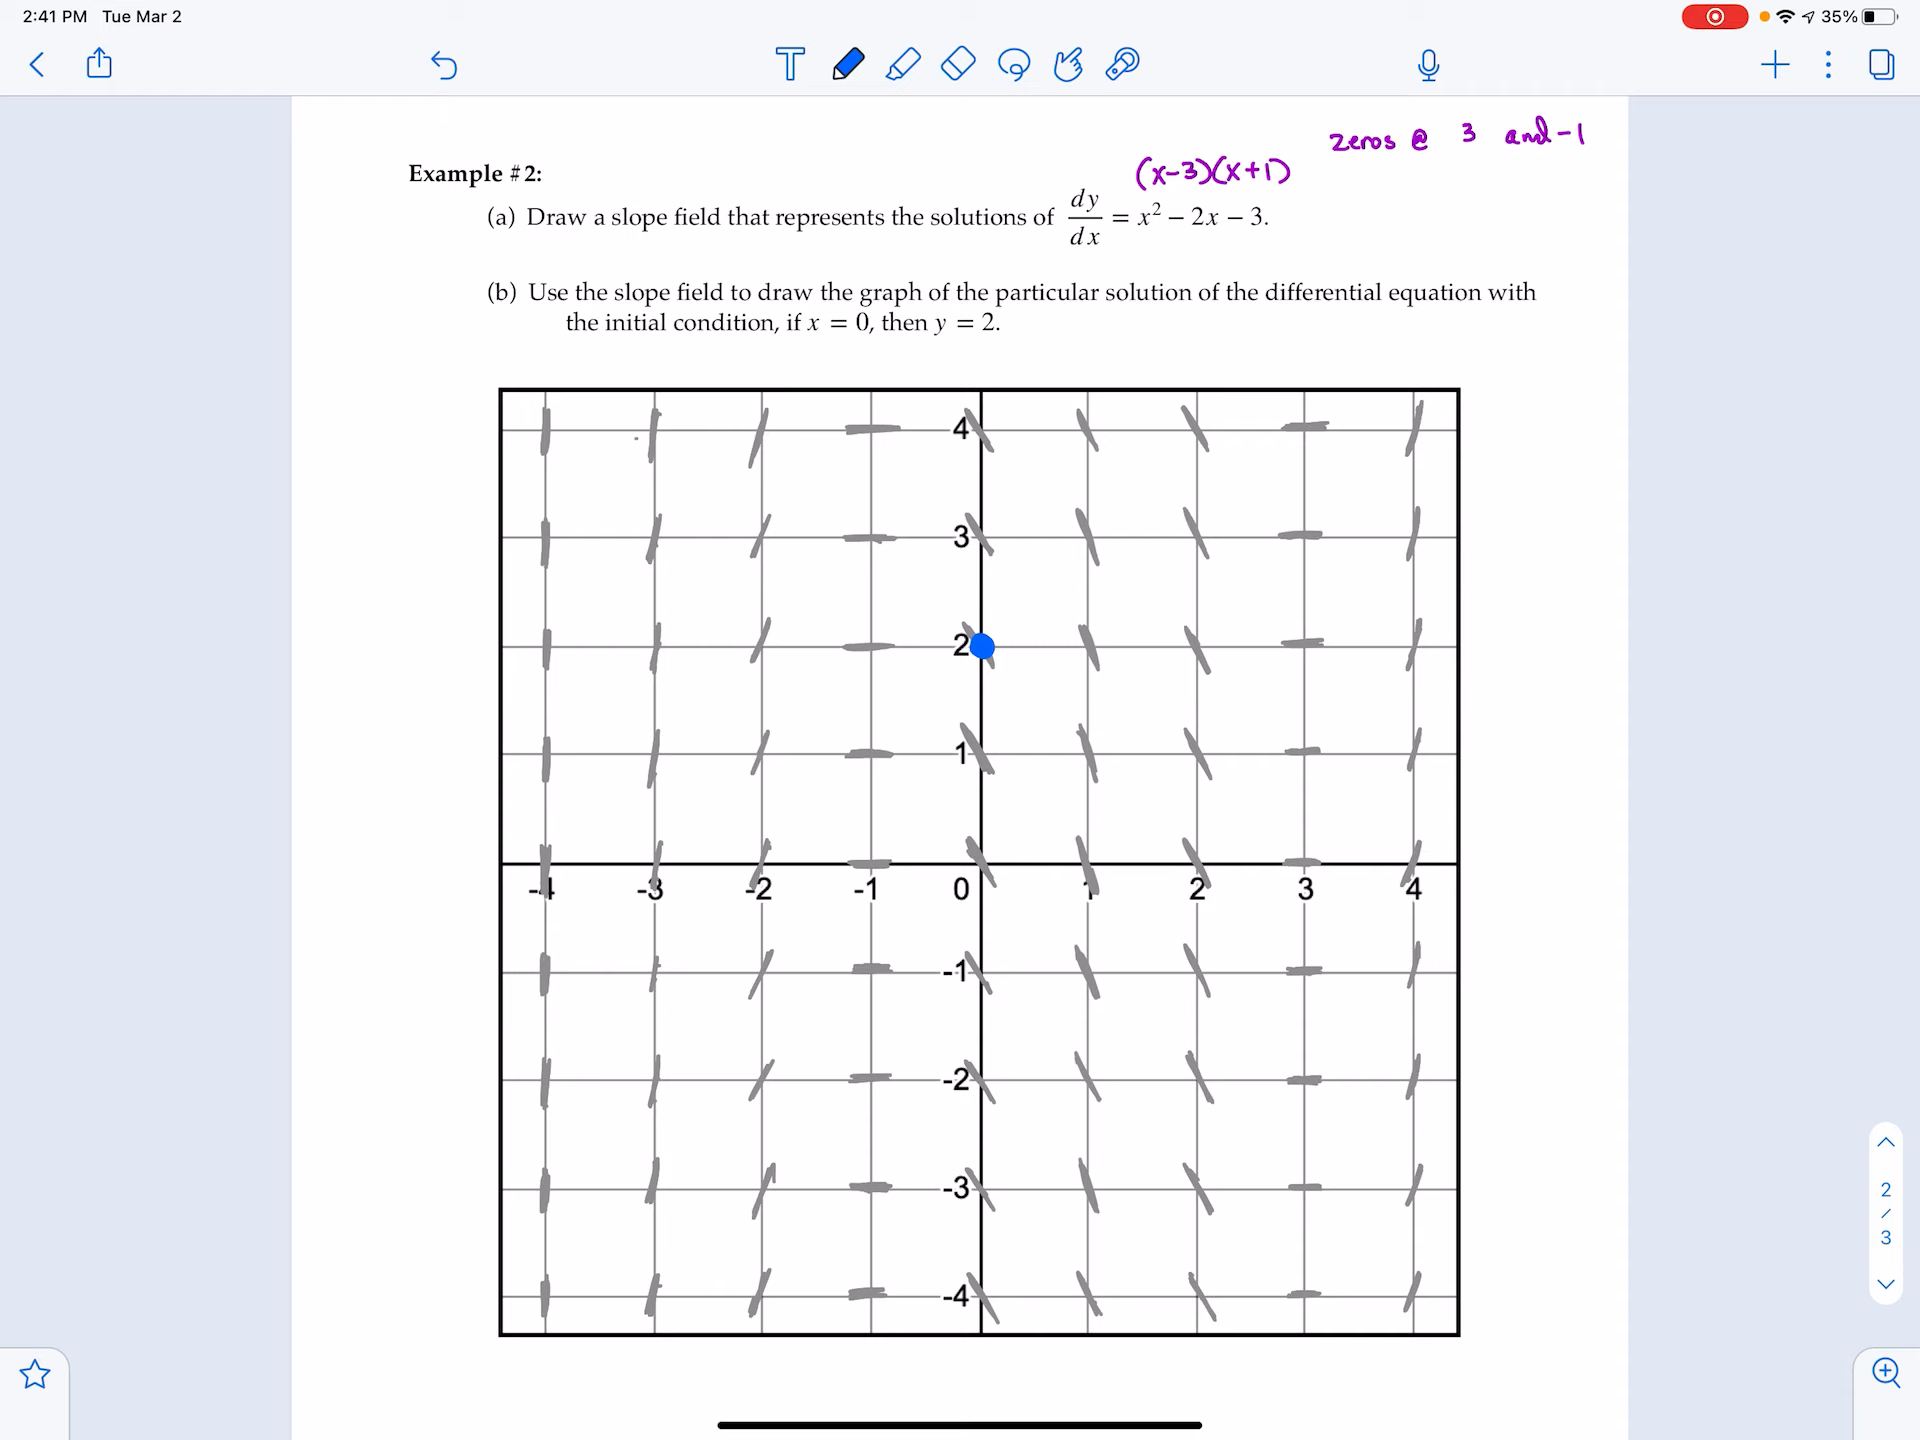 2:41 PM Tue Mar 2
35%
zeros @ 3 and -1
Example #2:
(x-3)(x+1)
(a) Draw a slope field that represents the solutions of dy/dx = x² − 2x − 3.
(b) Use the slope field to draw the graph of the particular solution of the differential equation with
the initial condition, if x = 0, then y = 2.
4
3
2
1
-4 -3 -2 -1 0 1 2 3 4
-1
-2
-3
-4
2
/
3